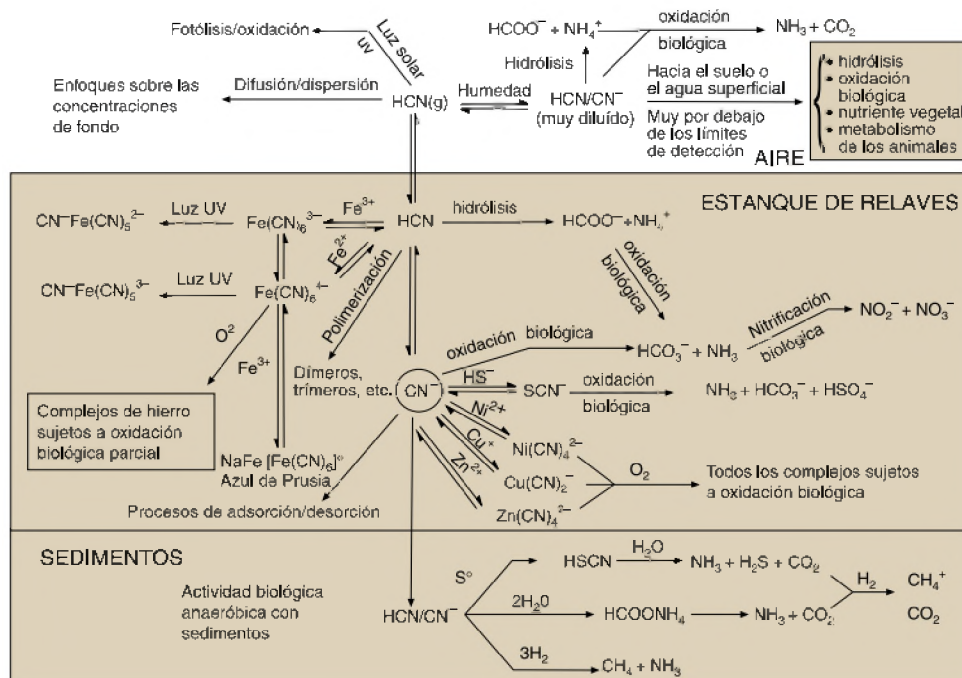 Fotólisis/oxidación
Luz solar
uv
HCOO⁻ + NH₄⁺
oxidación
biológica
NH₃ + CO₂
Enfoques sobre las
concentraciones
de fondo
Difusión/dispersión
HCN(g)
Humedad
Hidrólisis
HCN/CN⁻
(muy diluído)
Hacia el suelo o
el agua superficial
Muy por debajo
de los límites
de detección
• hidrólisis
• oxidación
biológica
• nutriente vegetal
• metabolismo
de los animales
AIRE
ESTANQUE DE RELAVES
CN⁻Fe(CN)₅²⁻
Luz UV
Fe(CN)₆³⁻
Fe³⁺
HCN
hidrólisis
HCOO⁻+NH₄⁺
Fe²⁺
CN⁻Fe(CN)₅³⁻
Luz UV
Fe(CN)₆⁴⁻
Polimerización
oxidación
biológica
O²
Fe³⁺
Dímeros,
trímeros, etc.
CN⁻
oxidación biológica
HCO₃⁻ + NH₃
Nitrificación
biológica
NO₂⁻ + NO₃⁻
HS⁻
SCN⁻
oxidación
biológica
NH₃ + HCO₃⁻ + HSO₄⁻
Complejos de hierro
sujetos a oxidación
biológica parcial
Ni²⁺
Cu⁺
Zn²⁺
Ni(CN)₄²⁻
Cu(CN)₂⁻
Zn(CN)₄²⁻
O₂
Todos los complejos sujetos
a oxidación biológica
NaFe [Fe(CN)₆]°
Azul de Prusia
Procesos de adsorción/desorción
SEDIMENTOS
Actividad biológica
anaeróbica con
sedimentos
HCN/CN⁻
S°
HSCN
H₂O
NH₃ + H₂S + CO₂
2H₂0
HCOONH₄
NH₃ + CO₂
H₂
CH₄⁺
CO₂
3H₂
CH₄ + NH₃